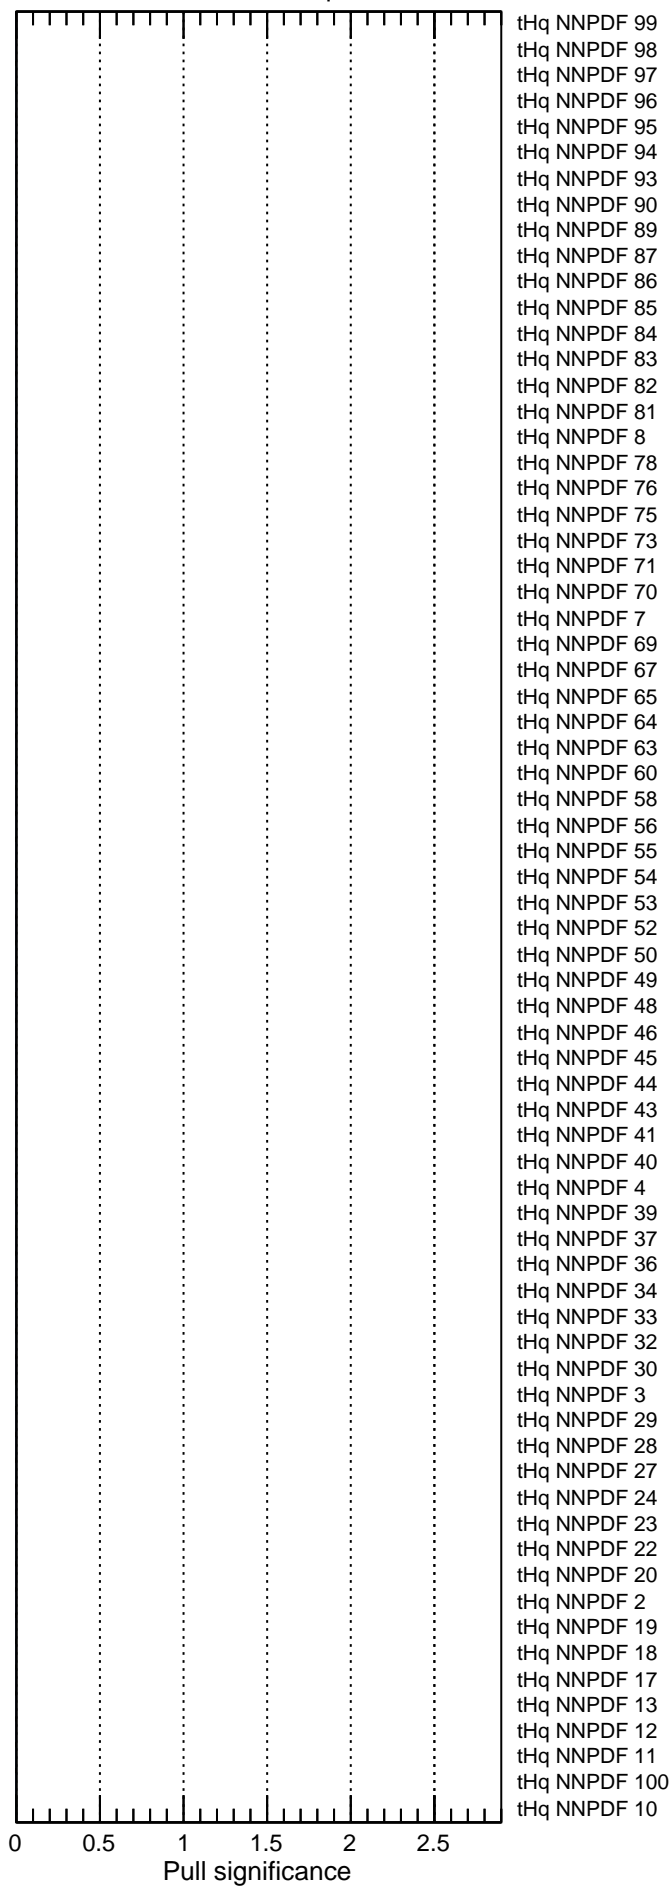 tHq NNPDF 99
tHq NNPDF 98
tHq NNPDF 97
tHq NNPDF 96
tHq NNPDF 95
tHq NNPDF 94
tHq NNPDF 93
tHq NNPDF 90
tHq NNPDF 89
tHq NNPDF 87
tHq NNPDF 86
tHq NNPDF 85
tHq NNPDF 84
tHq NNPDF 83
tHq NNPDF 82
tHq NNPDF 81
tHq NNPDF 8
tHq NNPDF 78
tHq NNPDF 76
tHq NNPDF 75
tHq NNPDF 73
tHq NNPDF 71
tHq NNPDF 70
tHq NNPDF 7
tHq NNPDF 69
tHq NNPDF 67
tHq NNPDF 65
tHq NNPDF 64
tHq NNPDF 63
tHq NNPDF 60
tHq NNPDF 58
tHq NNPDF 56
tHq NNPDF 55
tHq NNPDF 54
tHq NNPDF 53
tHq NNPDF 52
tHq NNPDF 50
tHq NNPDF 49
tHq NNPDF 48
tHq NNPDF 46
tHq NNPDF 45
tHq NNPDF 44
tHq NNPDF 43
tHq NNPDF 41
tHq NNPDF 40
tHq NNPDF 4
tHq NNPDF 39
tHq NNPDF 37
tHq NNPDF 36
tHq NNPDF 34
tHq NNPDF 33
tHq NNPDF 32
tHq NNPDF 30
tHq NNPDF 3
tHq NNPDF 29
tHq NNPDF 28
tHq NNPDF 27
tHq NNPDF 24
tHq NNPDF 23
tHq NNPDF 22
tHq NNPDF 20
tHq NNPDF 2
tHq NNPDF 19
tHq NNPDF 18
tHq NNPDF 17
tHq NNPDF 13
tHq NNPDF 12
tHq NNPDF 11
tHq NNPDF 100
tHq NNPDF 10
0 0.5 1 1.5 2 2.5
Pull significance